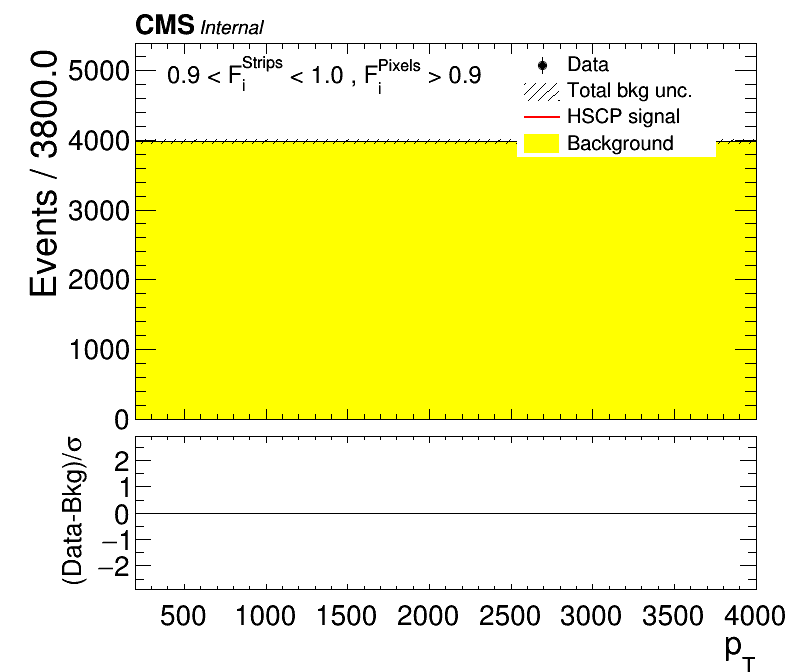 CMS Internal
0.9 < F_i^Strips < 1.0 , F_i^Pixels > 0.9
Data
Total bkg unc.
HSCP signal
Background
Events / 3800.0
5000
4000
3000
2000
1000
0
(Data-Bkg)/σ
2
1
0
−1
−2
500 1000 1500 2000 2500 3000 3500 4000
p_T